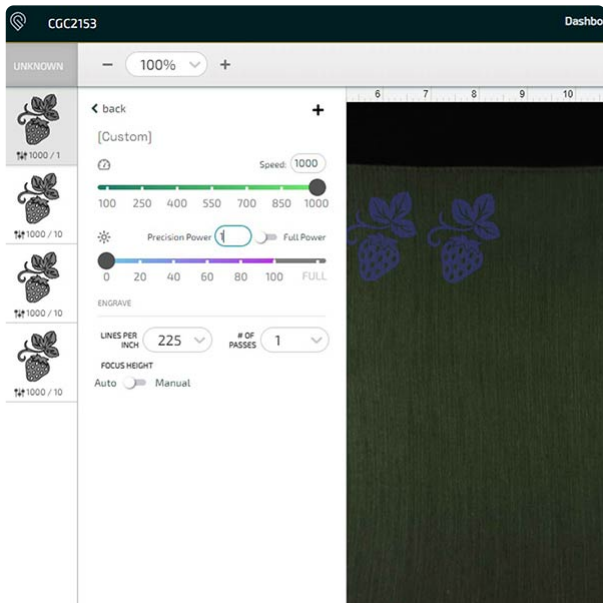 CGC2153
Dashbo
UNKNOWN
− 100% +
6 7 8 9 10
1000 / 1
1000 / 10
1000 / 10
1000 / 10
back +
[Custom]
Speed: 1000
100 250 400 550 700 850 1000
Precision Power 1 Full Power
0 20 40 60 80 100 FULL
ENGRAVE
LINES PER INCH 225
# OF PASSES 1
FOCUS HEIGHT
Auto Manual